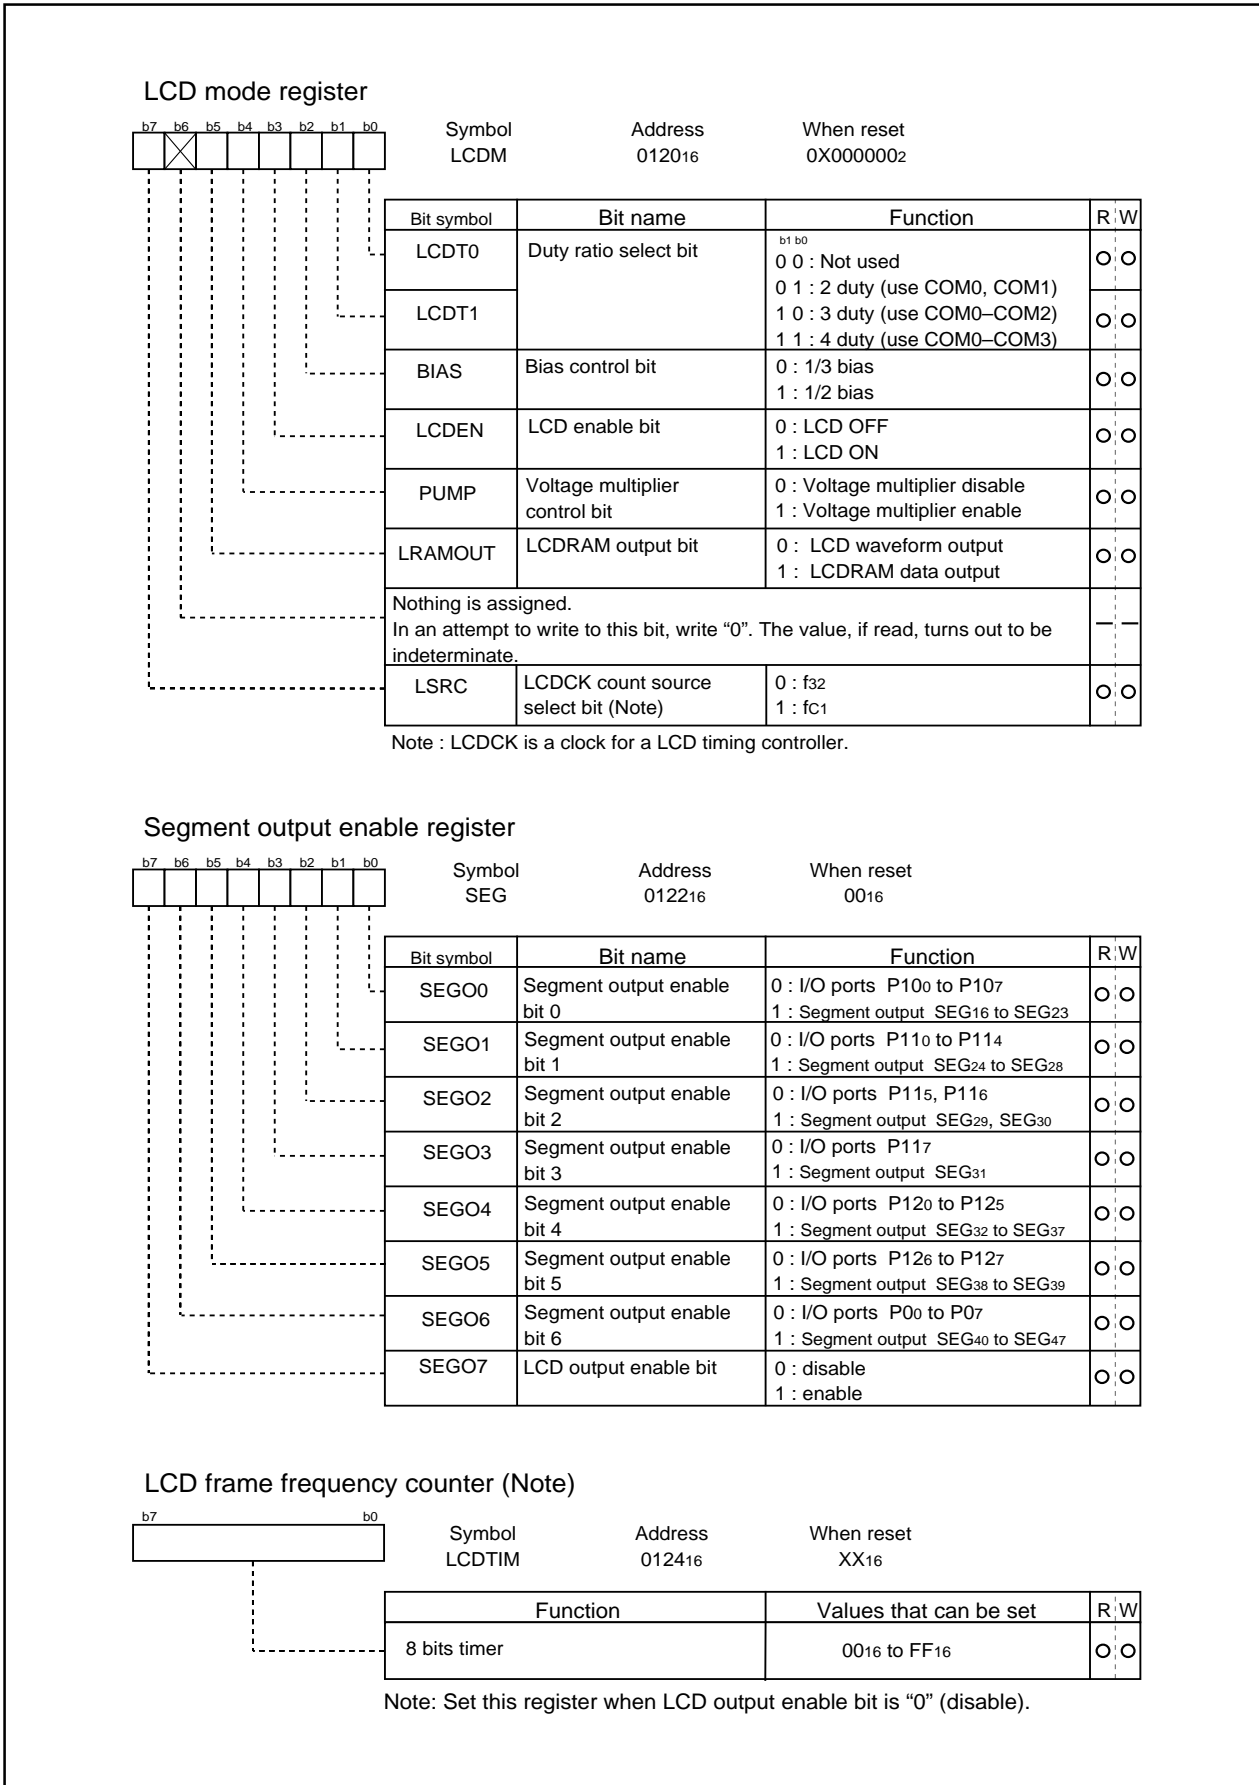 LCD mode register
b7 b6 b5 b4 b3 b2 b1 b0
Symbol Address When reset
LCDM 012016 0X0000002
Bit symbol Bit name Function R W
LCDT0 Duty ratio select bit b1 b0
0 0 : Not used
0 1 : 2 duty (use COM0, COM1)
LCDT1 1 0 : 3 duty (use COM0–COM2)
1 1 : 4 duty (use COM0–COM3)
BIAS Bias control bit 0 : 1/3 bias
1 : 1/2 bias
LCDEN LCD enable bit 0 : LCD OFF
1 : LCD ON
PUMP Voltage multiplier 0 : Voltage multiplier disable
control bit 1 : Voltage multiplier enable
LRAMOUT LCDRAM output bit 0 : LCD waveform output
1 : LCDRAM data output
Nothing is assigned.
In an attempt to write to this bit, write “0”. The value, if read, turns out to be
indeterminate.
LSRC LCDCK count source 0 : f32
select bit (Note) 1 : fC1
Note : LCDCK is a clock for a LCD timing controller.
Segment output enable register
b7 b6 b5 b4 b3 b2 b1 b0
Symbol Address When reset
SEG 012216 0016
Bit symbol Bit name Function R W
SEGO0 Segment output enable 0 : I/O ports P100 to P107
bit 0 1 : Segment output SEG16 to SEG23
SEGO1 Segment output enable 0 : I/O ports P110 to P114
bit 1 1 : Segment output SEG24 to SEG28
SEGO2 Segment output enable 0 : I/O ports P115, P116
bit 2 1 : Segment output SEG29, SEG30
SEGO3 Segment output enable 0 : I/O ports P117
bit 3 1 : Segment output SEG31
SEGO4 Segment output enable 0 : I/O ports P120 to P125
bit 4 1 : Segment output SEG32 to SEG37
SEGO5 Segment output enable 0 : I/O ports P126 to P127
bit 5 1 : Segment output SEG38 to SEG39
SEGO6 Segment output enable 0 : I/O ports P00 to P07
bit 6 1 : Segment output SEG40 to SEG47
SEGO7 LCD output enable bit 0 : disable
1 : enable
LCD frame frequency counter (Note)
b7 b0
Symbol Address When reset
LCDTIM 012416 XX16
Function Values that can be set R W
8 bits timer 0016 to FF16
Note: Set this register when LCD output enable bit is “0” (disable).